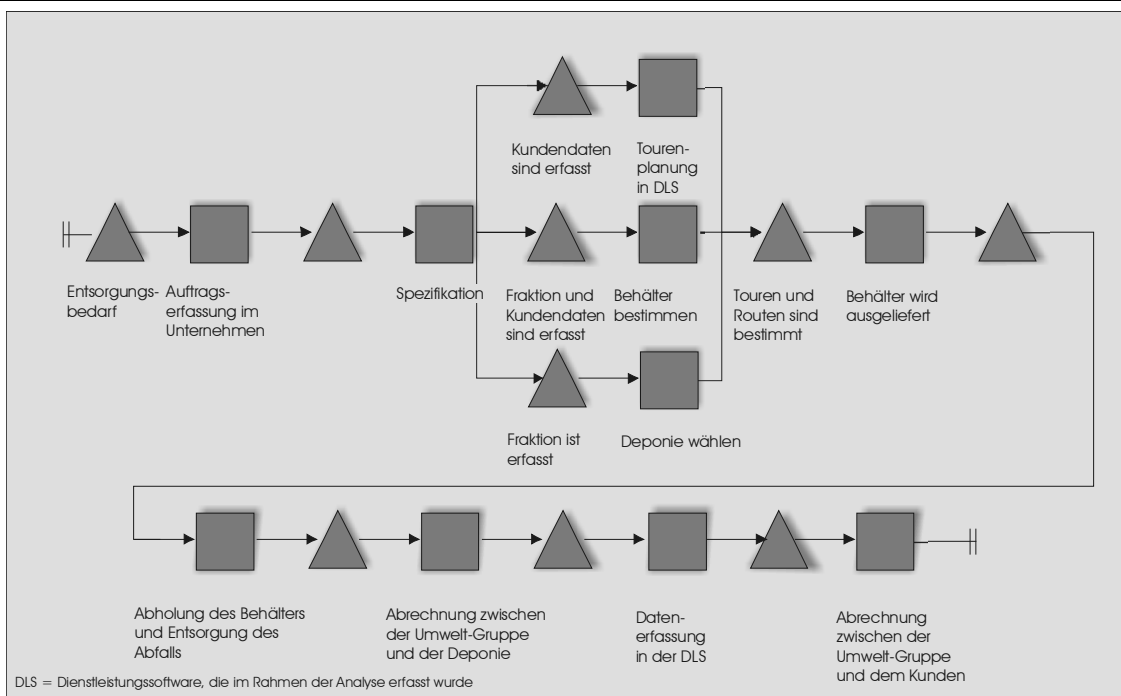 Kundendaten
sind erfasst
Touren-
planung
in DLS
Entsorgungs-
bedarf
Auftrags-
erfassung im
Unternehmen
Spezifikation
Fraktion und
Kundendaten
sind erfasst
Behälter
bestimmen
Touren und
Routen sind
bestimmt
Behälter wird
ausgeliefert
Fraktion ist
erfasst
Deponie wählen
Abholung des Behälters
und Entsorgung des
Abfalls
Abrechnung zwischen
der Umwelt-Gruppe
und der Deponie
Daten-
erfassung
in der DLS
Abrechnung
zwischen der
Umwelt-Gruppe
und dem Kunden
DLS = Dienstleistungssoftware, die im Rahmen der Analyse erfasst wurde